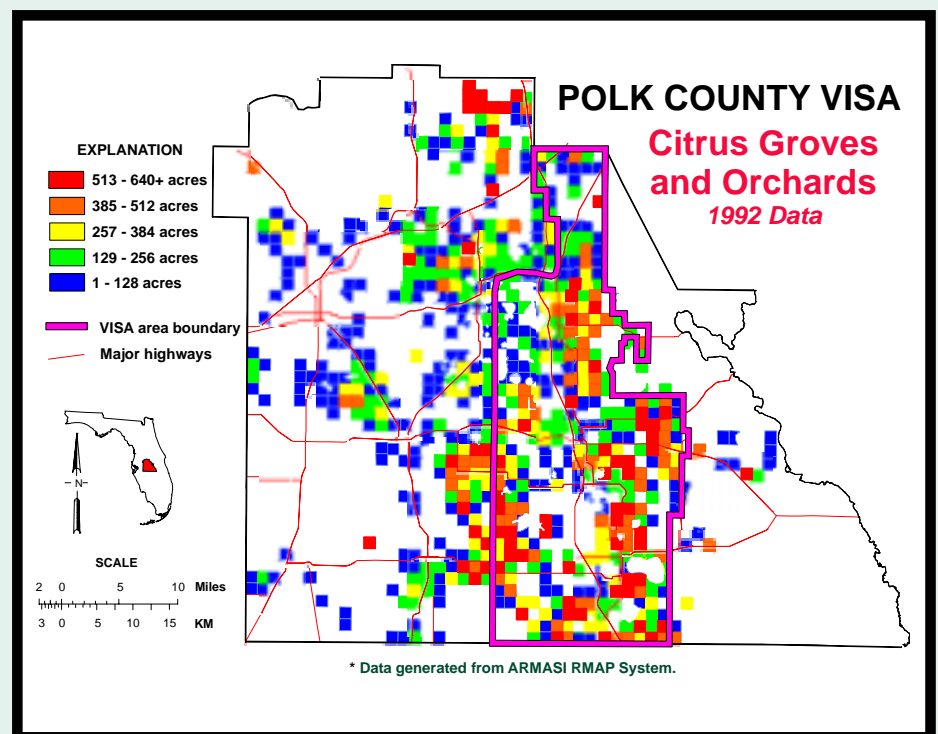 POLK COUNTY VISA
Citrus Groves
and Orchards
1992 Data
EXPLANATION
513 - 640+ acres
385 - 512 acres
257 - 384 acres
129 - 256 acres
1 - 128 acres
VISA area boundary
Major highways
N
SCALE
2 0 5 10 Miles
3 0 5 10 15 KM
* Data generated from ARMASI RMAP System.